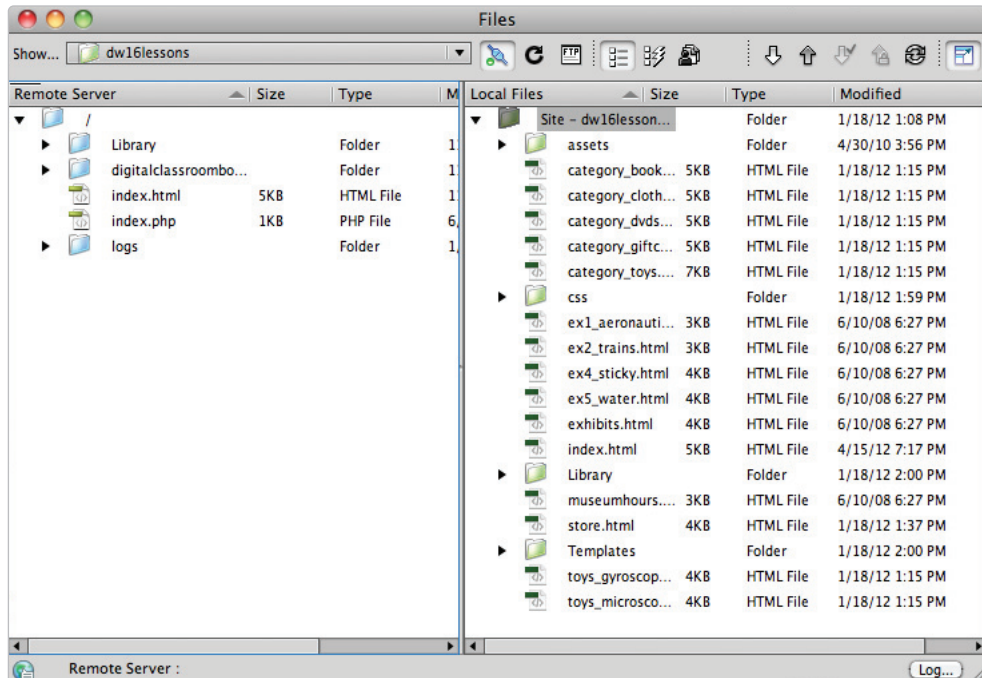 Files
Show... dw16lessons FTP
Remote Server Size Type M
/
Library Folder 1
digitalclassroombo... Folder 1
index.html 5KB HTML File 1
index.php 1KB PHP File 6,
logs Folder 1,
Local Files Size Type Modified
Site - dw16lesson... Folder 1/18/12 1:08 PM
assets Folder 4/30/10 3:56 PM
category_book... 5KB HTML File 1/18/12 1:15 PM
category_cloth... 5KB HTML File 1/18/12 1:15 PM
category_dvds... 5KB HTML File 1/18/12 1:15 PM
category_giftc... 5KB HTML File 1/18/12 1:15 PM
category_toys.... 7KB HTML File 1/18/12 1:15 PM
css Folder 1/18/12 1:59 PM
ex1_aeronauti... 3KB HTML File 6/10/08 6:27 PM
ex2_trains.html 3KB HTML File 6/10/08 6:27 PM
ex4_sticky.html 4KB HTML File 6/10/08 6:27 PM
ex5_water.html 4KB HTML File 6/10/08 6:27 PM
exhibits.html 4KB HTML File 6/10/08 6:27 PM
index.html 5KB HTML File 4/15/12 7:17 PM
Library Folder 1/18/12 2:00 PM
museumhours.... 3KB HTML File 6/10/08 6:27 PM
store.html 4KB HTML File 1/18/12 1:37 PM
Templates Folder 1/18/12 2:00 PM
toys_gyroscop... 4KB HTML File 1/18/12 1:15 PM
toys_microsco... 4KB HTML File 1/18/12 1:15 PM
Remote Server : Log...